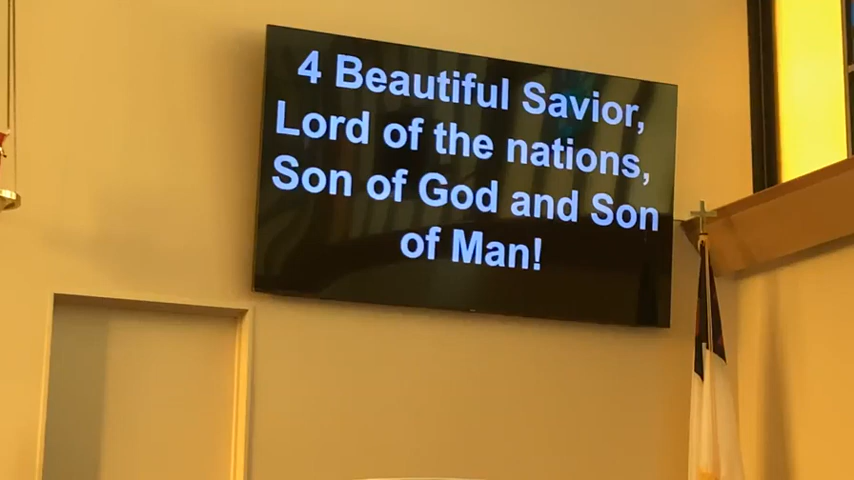 4 Beautiful Savior,
Lord of the nations,
Son of God and Son
of Man!